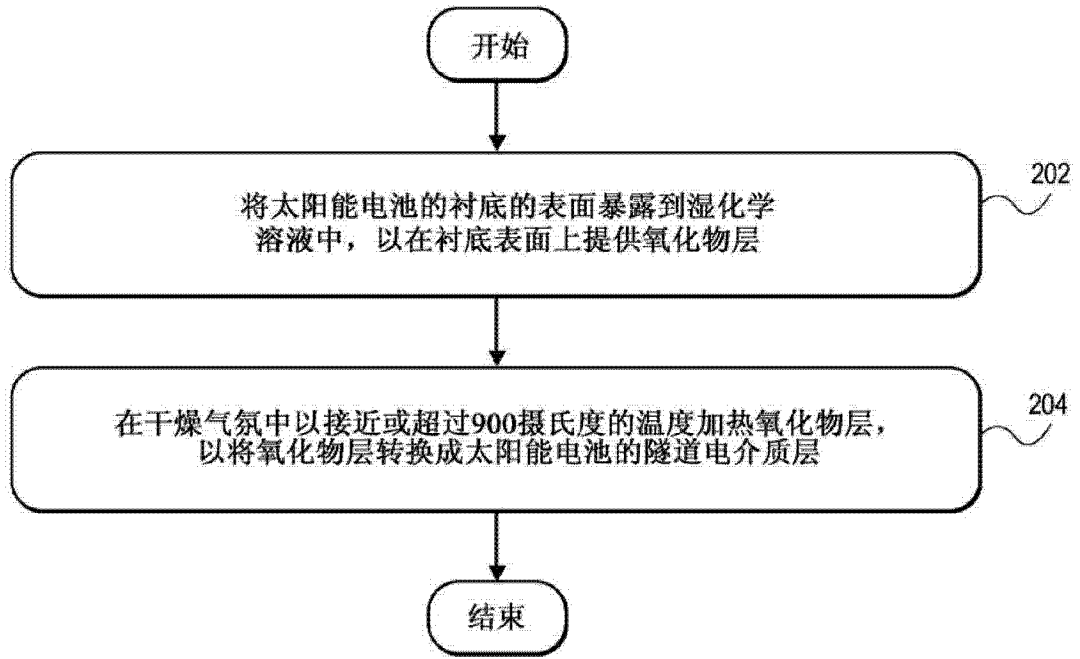 开始
将太阳能电池的衬底的表面暴露到湿化学
溶液中，以在衬底表面上提供氧化物层
202
在干燥气氛中以接近或超过900摄氏度的温度加热氧化物层，
以将氧化物层转换成太阳能电池的隧道电介质层
204
结束